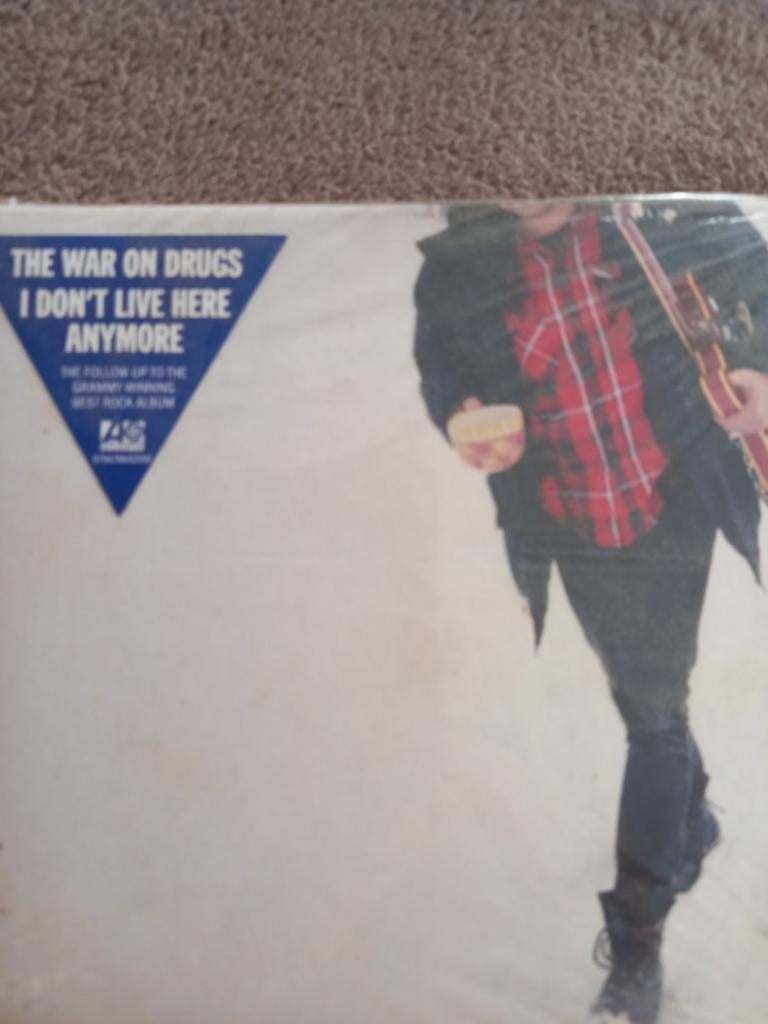 THE WAR ON DRUGS
I DON'T LIVE HERE
ANYMORE
THE FOLLOW-UP TO THE
GRAMMY-WINNING
BEST ROCK ALBUM